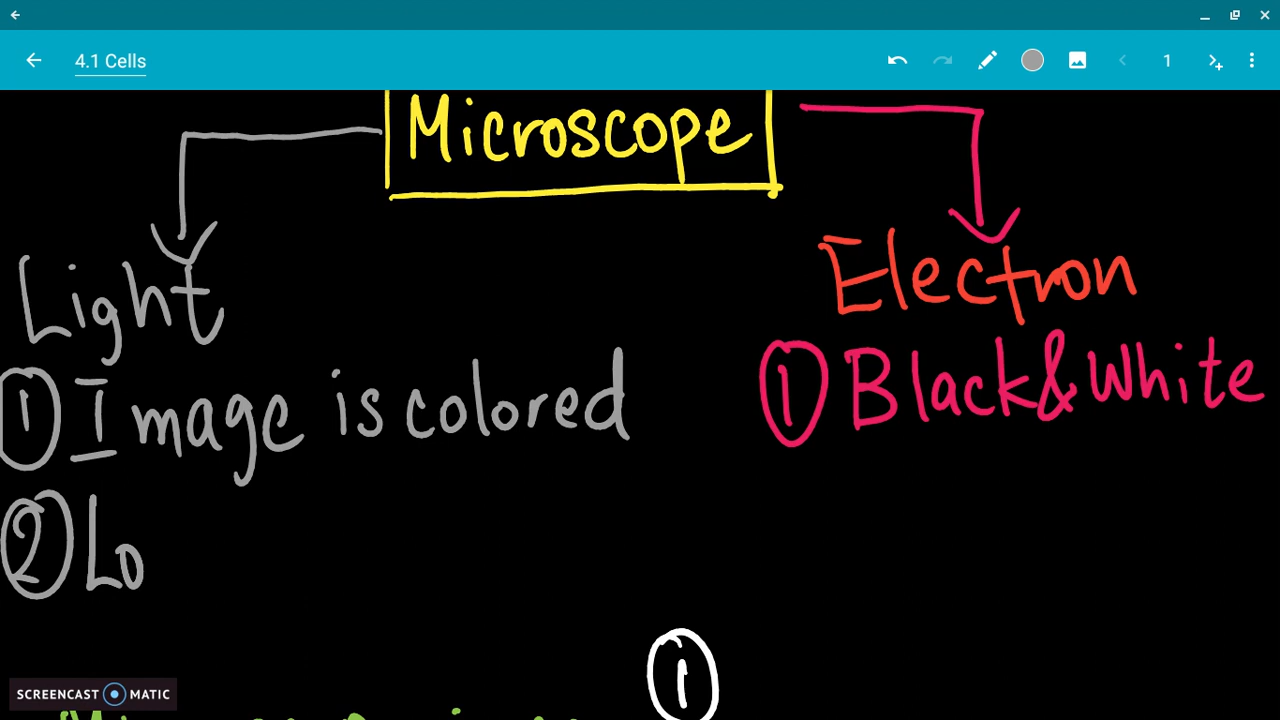 4.1 Cells
1
Microscope
Light
Electron
① Image is colored
① Black & White
② Lo
①
SCREENCAST MATIC